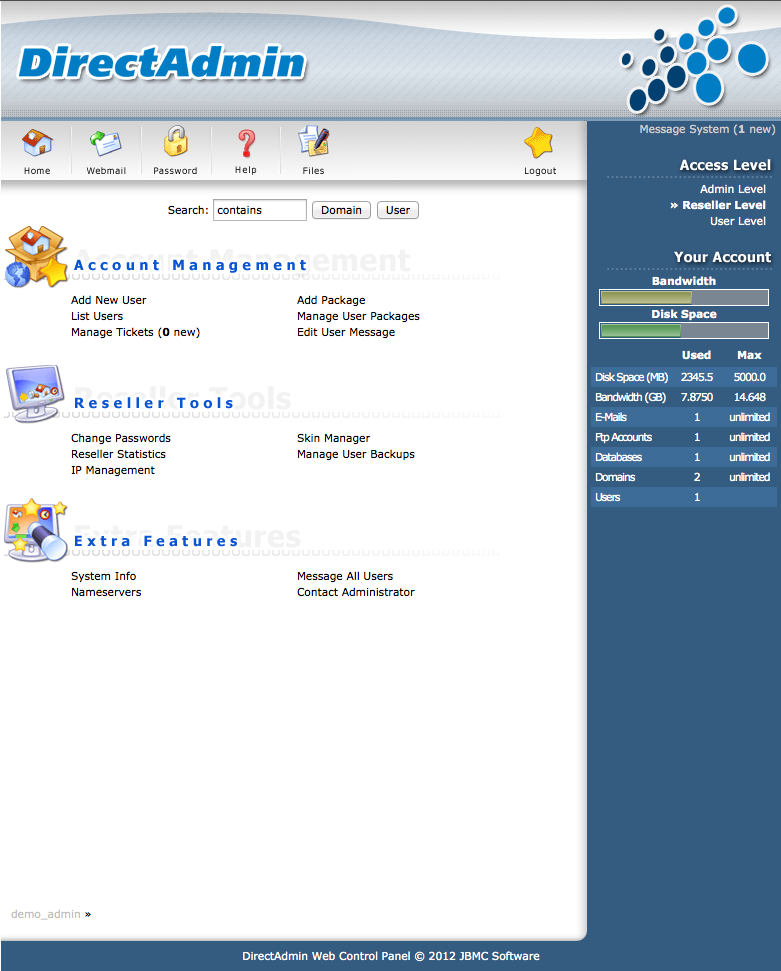 DirectAdmin
Message System (1 new)
Home Webmail Password Help Files Logout
Access Level
Admin Level
» Reseller Level
User Level
Search: contains Domain User
Account Management
Add New User Add Package
List Users Manage User Packages
Manage Tickets (0 new) Edit User Message
Reseller Tools
Change Passwords Skin Manager
Reseller Statistics Manage User Backups
IP Management
Extra Features
System Info Message All Users
Nameservers Contact Administrator
Your Account
Bandwidth
Disk Space
Used Max
Disk Space (MB) 2345.5 5000.0
Bandwidth (GB) 7.8750 14.648
E-Mails 1 unlimited
Ftp Accounts 1 unlimited
Databases 1 unlimited
Domains 2 unlimited
Users 1
demo_admin »
DirectAdmin Web Control Panel © 2012 JBMC Software